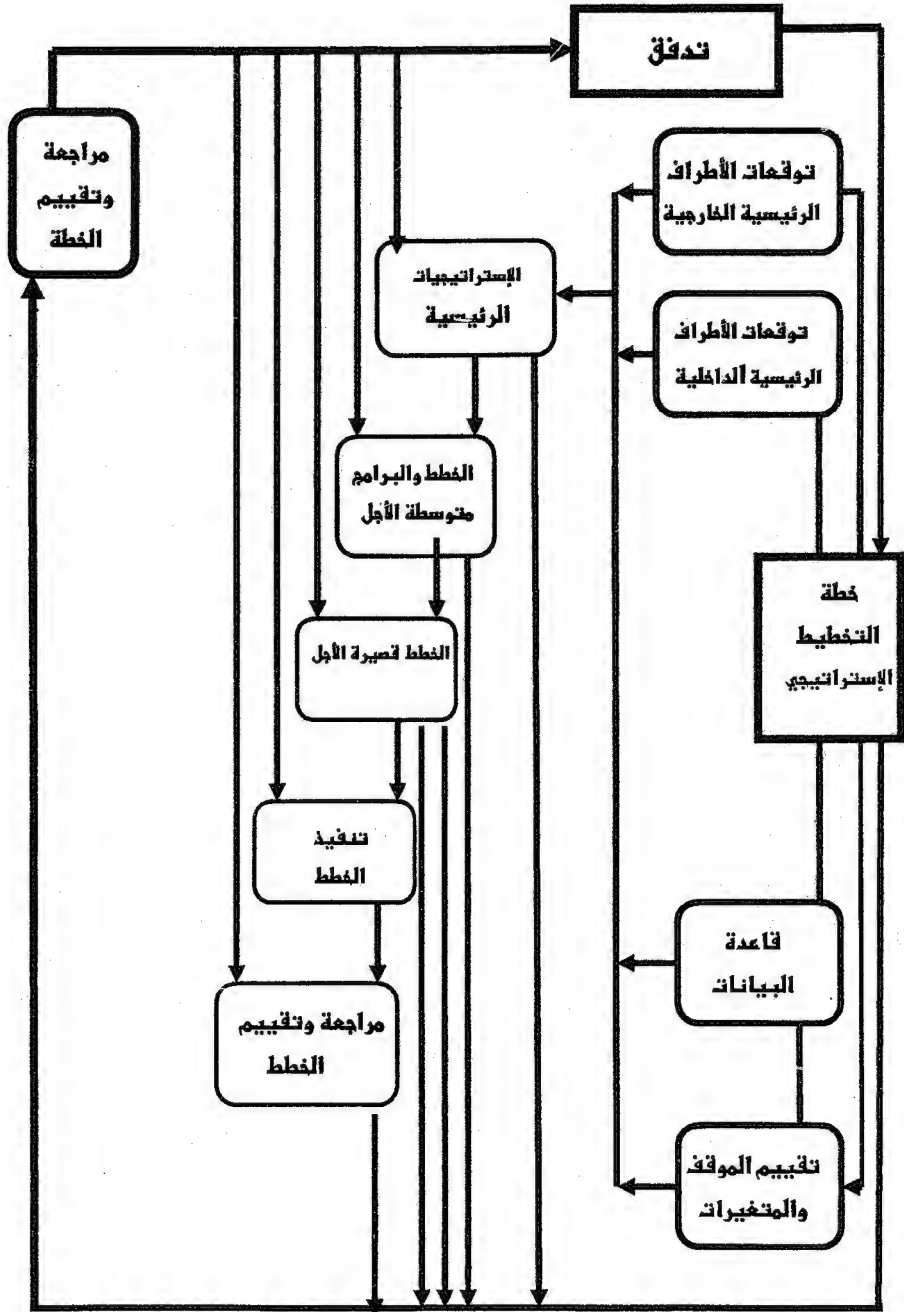 تدفق
توقعات الأطراف
الرئيسية الخارجية
مراجعة
وتقييم
الخطة
الإستراتيجيات
الرئيسية
توقعات الأطراف
الرئيسية الداخلية
الخطط والبرامج
متوسطة الأجل
خطة
التخطيط
الإستراتيجي
الخطط قصيرة الأجل
تنفيذ
الخطط
قاعدة
البيانات
مراجعة وتقييم
الخطط
تقييم الموقف
والمتغيرات